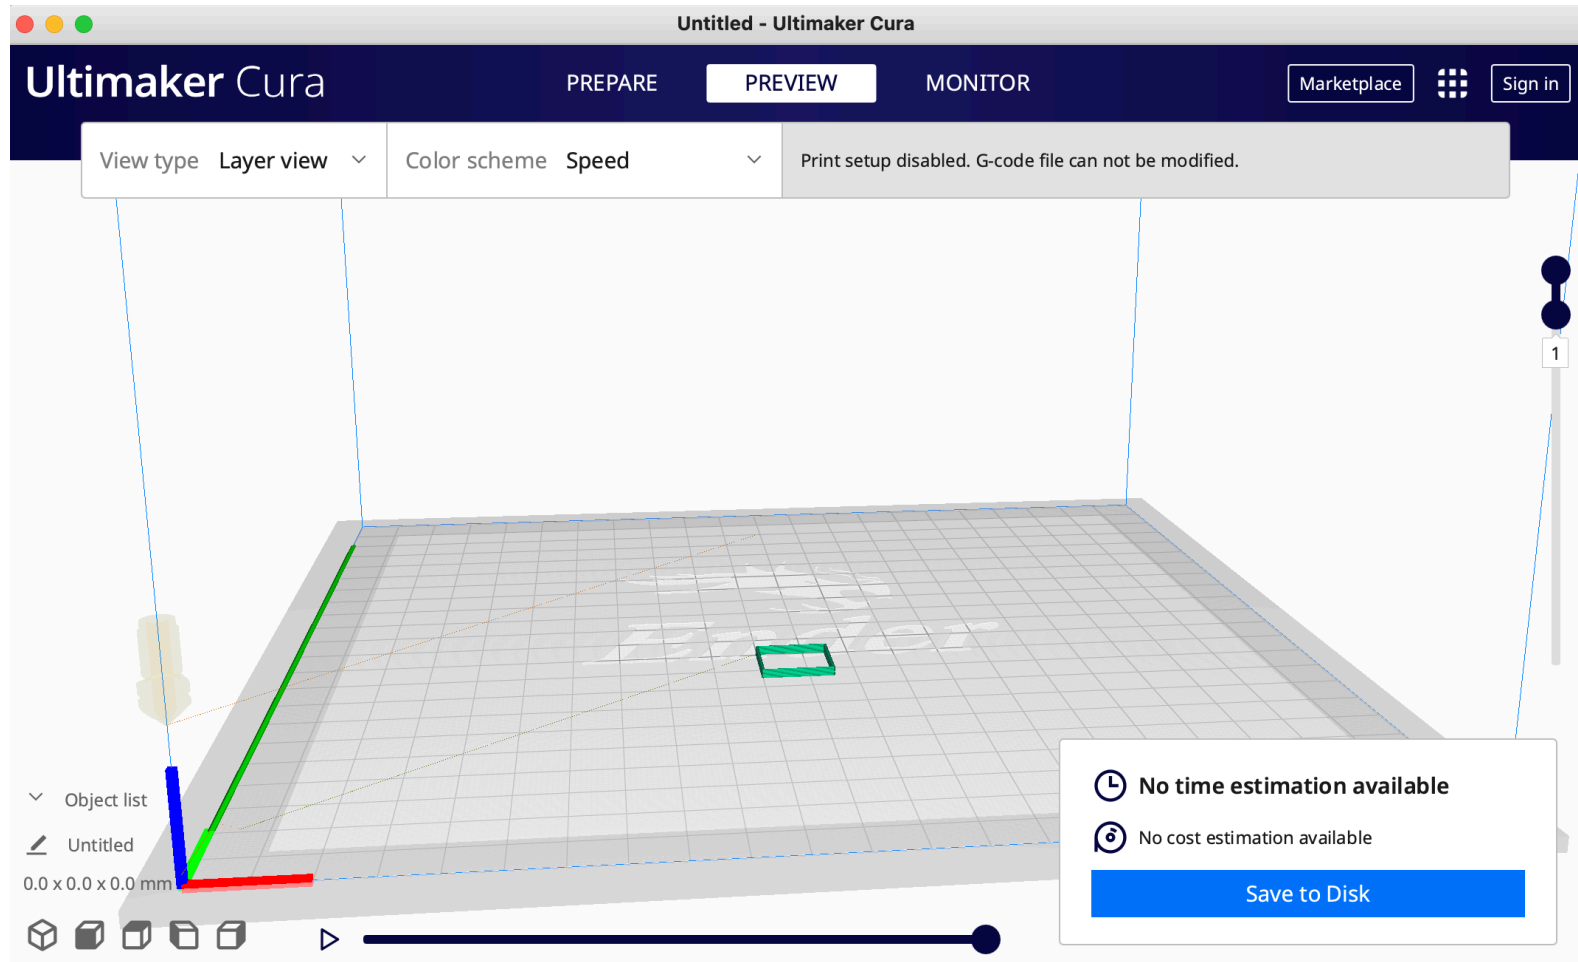 Untitled - Ultimaker Cura
Ultimaker Cura
PREPARE
PREVIEW
MONITOR
Marketplace
Sign in
View type Layer view
Color scheme Speed
Print setup disabled. G-code file can not be modified.
1
Ender
Object list
Untitled
0.0 x 0.0 x 0.0 mm
No time estimation available
No cost estimation available
Save to Disk